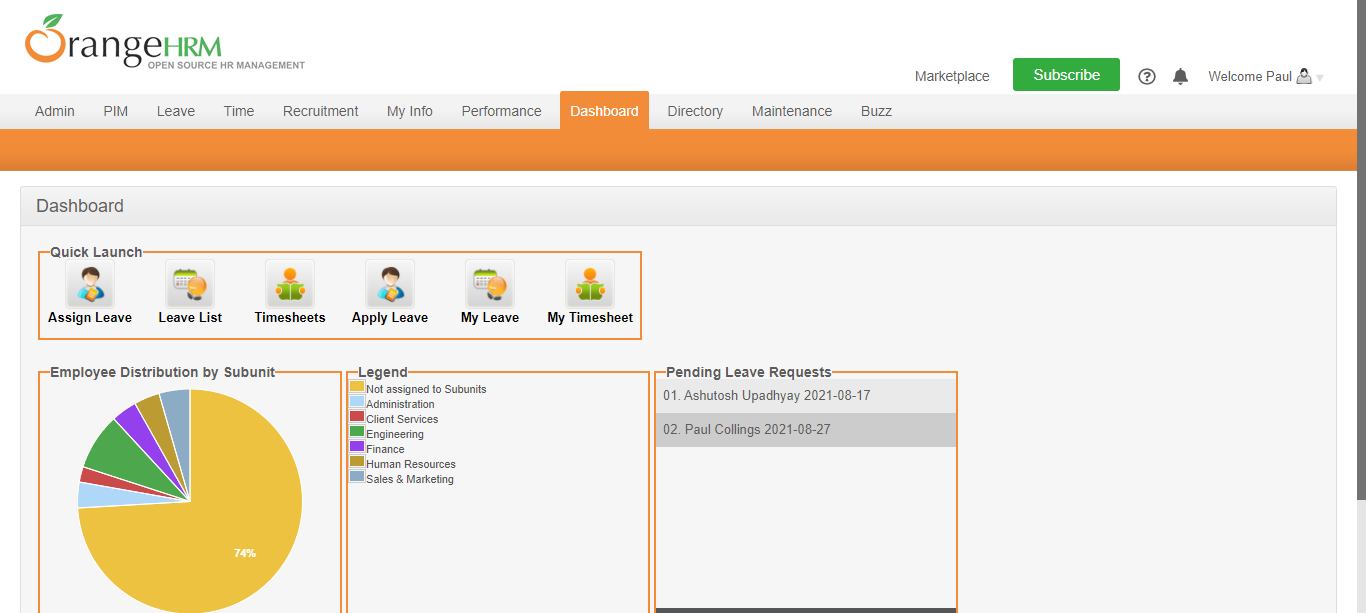 OrangeHRM
OPEN SOURCE HR MANAGEMENT
Marketplace Subscribe Welcome Paul
Admin PIM Leave Time Recruitment My Info Performance Dashboard Directory Maintenance Buzz
Dashboard
Quick Launch
Assign Leave Leave List Timesheets Apply Leave My Leave My Timesheet
Employee Distribution by Subunit
74%
Legend
Not assigned to Subunits
Administration
Client Services
Engineering
Finance
Human Resources
Sales & Marketing
Pending Leave Requests
01. Ashutosh Upadhyay 2021-08-17
02. Paul Collings 2021-08-27